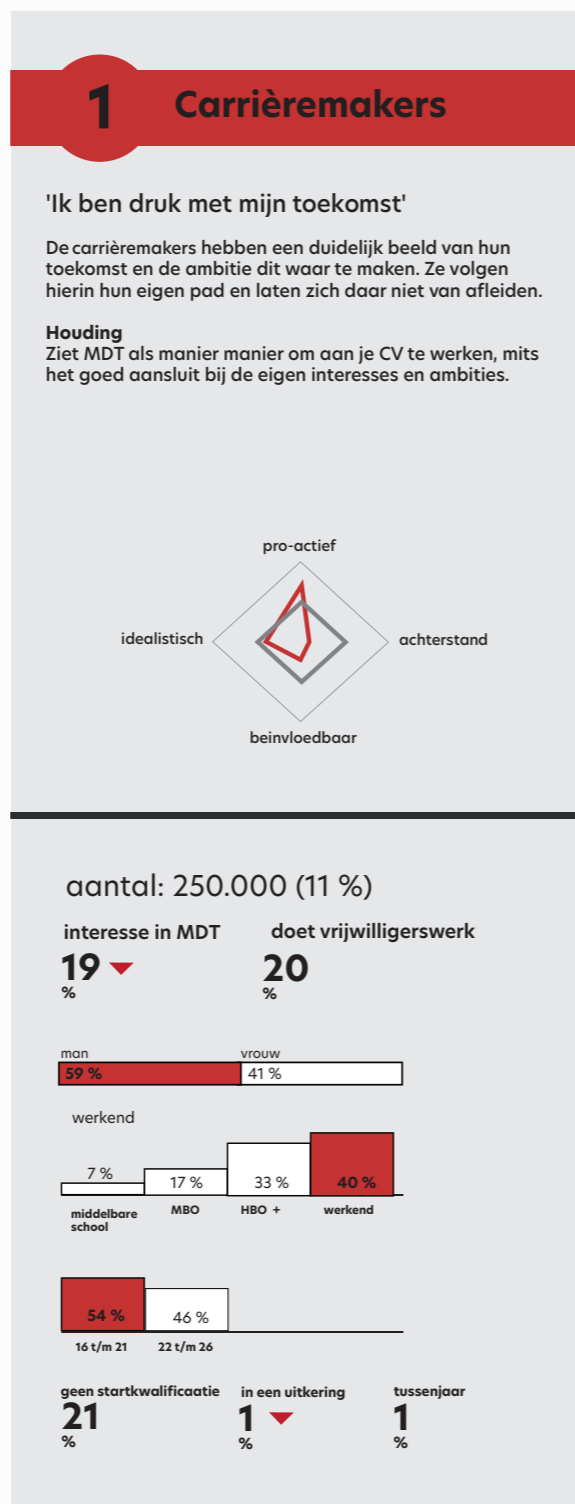 1 Carrièremakers
'Ik ben druk met mijn toekomst'
De carrièremakers hebben een duidelijk beeld van hun
toekomst en de ambitie dit waar te maken. Ze volgen
hierin hun eigen pad en laten zich daar niet van afleiden.
Houding
Ziet MDT als manier manier om aan je CV te werken, mits
het goed aansluit bij de eigen interesses en ambities.
pro-actief
idealistisch
achterstand
beinvloedbaar
aantal: 250.000 (11 %)
interesse in MDT
19
%
doet vrijwilligerswerk
20
%
man vrouw
59 % 41 %
werkend
7 % 17 % 33 % 40 %
middelbare
school
MBO HBO + werkend
54 % 46 %
16 t/m 21 22 t/m 26
geen startkwalificaatie
21
%
in een uitkering
1
%
tussenjaar
1
%